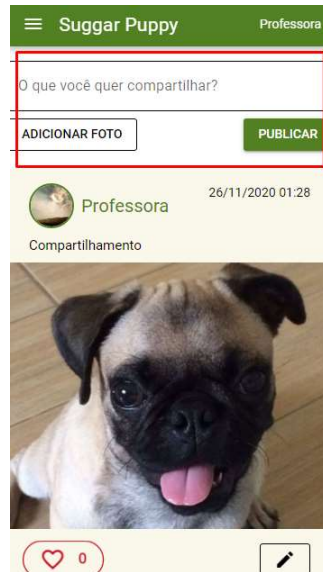 Suggar Puppy
Professora
O que você quer compartilhar?
ADICIONAR FOTO
PUBLICAR
Professora
26/11/2020 01:28
Compartilhamento
0